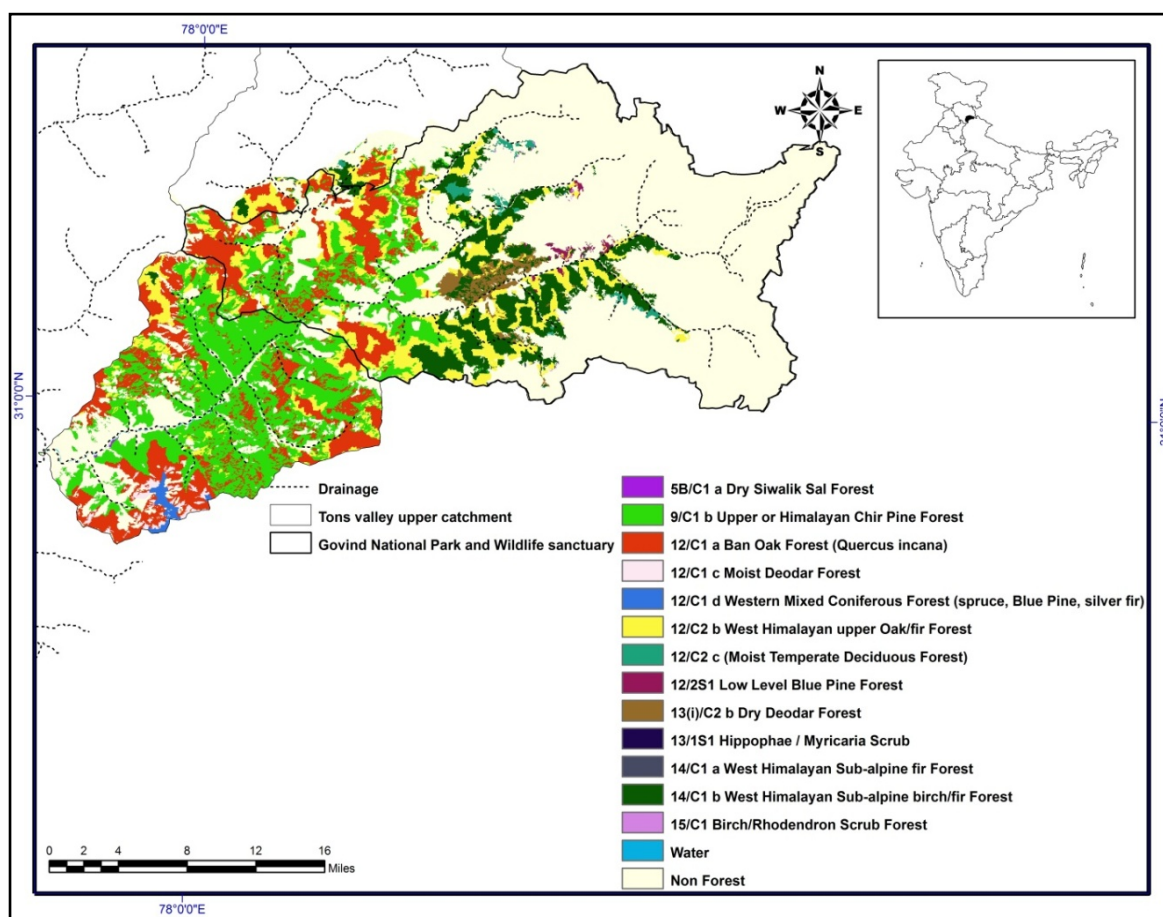 78°0'0"E
N
W E
S
31°0'0"N
Drainage
Tons valley upper catchment
Govind National Park and Wildlife sanctuary
5B/C1 a Dry Siwalik Sal Forest
9/C1 b Upper or Himalayan Chir Pine Forest
12/C1 a Ban Oak Forest (Quercus incana)
12/C1 c Moist Deodar Forest
12/C1 d Western Mixed Coniferous Forest (spruce, Blue Pine, silver fir)
12/C2 b West Himalayan upper Oak/fir Forest
12/C2 c (Moist Temperate Deciduous Forest)
12/2S1 Low Level Blue Pine Forest
13(i)/C2 b Dry Deodar Forest
13/1S1 Hippophae / Myricaria Scrub
14/C1 a West Himalayan Sub-alpine fir Forest
14/C1 b West Himalayan Sub-alpine birch/fir Forest
15/C1 Birch/Rhodendron Scrub Forest
Water
Non Forest
0 2 4 8 12 16
Miles
78°0'0"E